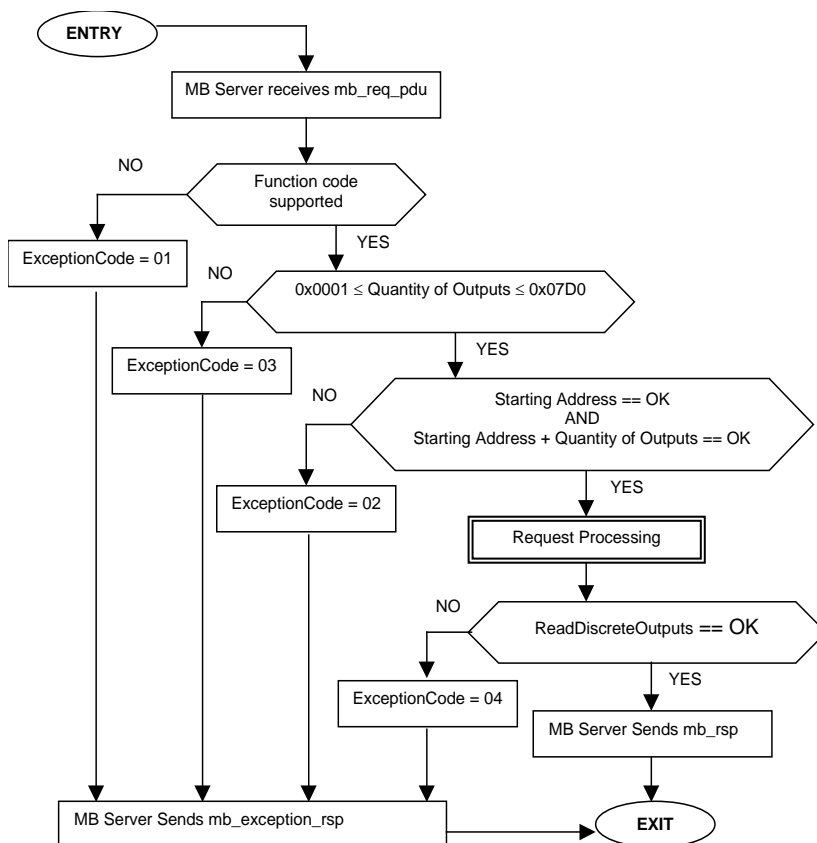 ENTRY
MB Server receives mb_req_pdu
NO
Function code
supported
YES
ExceptionCode = 01
NO
0x0001 ≤ Quantity of Outputs ≤ 0x07D0
YES
ExceptionCode = 03
NO
Starting Address == OK
AND
Starting Address + Quantity of Outputs == OK
YES
ExceptionCode = 02
Request Processing
NO
ReadDiscreteOutputs == OK
YES
ExceptionCode = 04
MB Server Sends mb_rsp
MB Server Sends mb_exception_rsp
EXIT